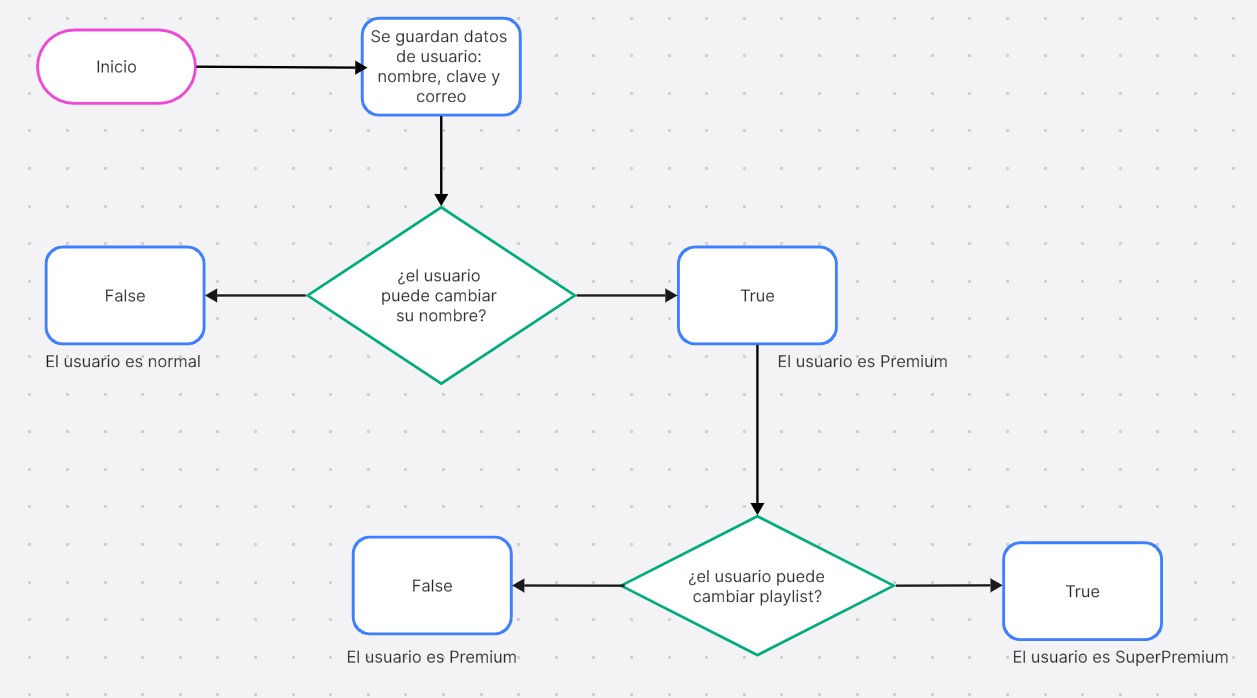 Inicio
Se guardan datos
de usuario:
nombre, clave y
correo
¿el usuario
puede cambiar
su nombre?
False
True
El usuario es normal
El usuario es Premium
¿el usuario puede
cambiar playlist?
False
True
El usuario es Premium
El usuario es SuperPremium